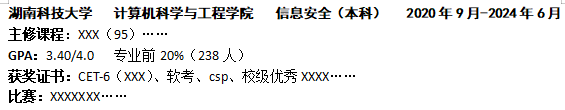 湖南科技大学 计算机科学与工程学院 信息安全（本科） 2020 年 9 月-2024 年 6 月
主修课程：XXX（95）……
GPA：3.40/4.0 专业前 20%（238 人）
获奖证书：CET-6（XXX）、软考、csp、校级优秀 XXXX……
比赛：XXXXXXX……